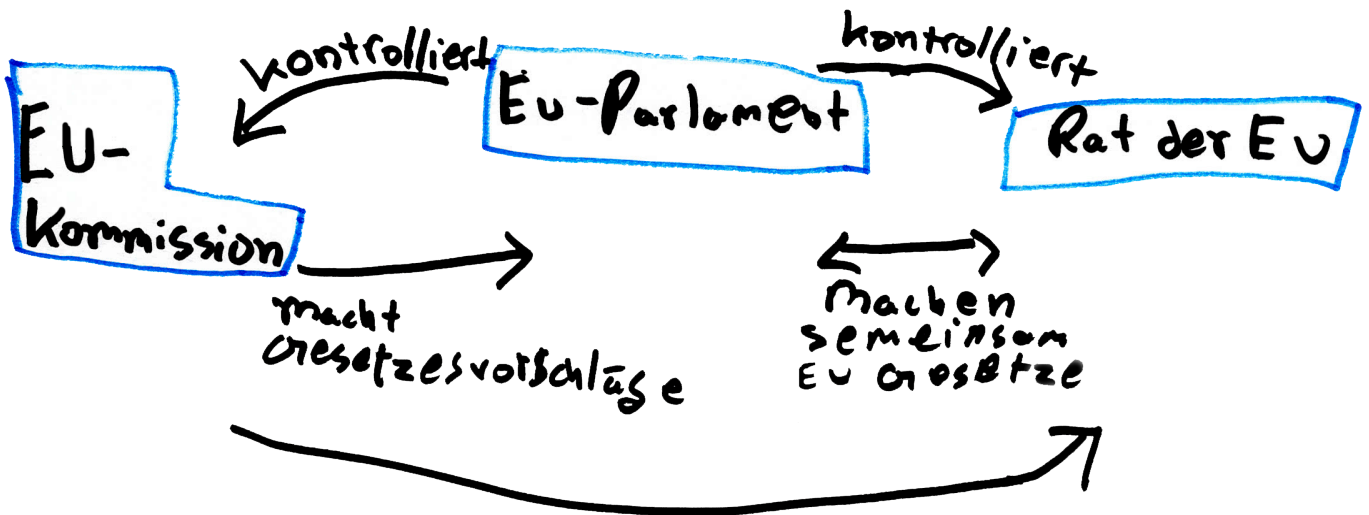 kontrolliert
kontrolliert
EU-Parlament
Rat der EU
EU-
Kommission
macht
Gesetzesvorschläge
machen
gemeinsam
EU Gesetze